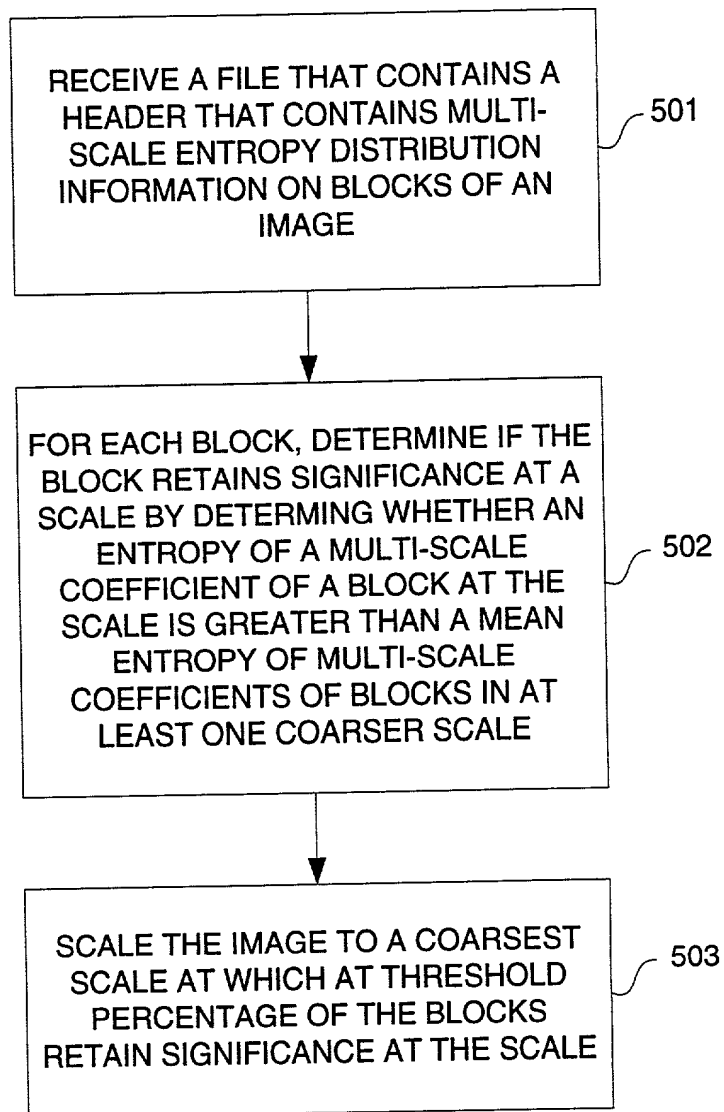 RECEIVE A FILE THAT CONTAINS A
HEADER THAT CONTAINS MULTI-
SCALE ENTROPY DISTRIBUTION
INFORMATION ON BLOCKS OF AN
IMAGE
501
FOR EACH BLOCK, DETERMINE IF THE
BLOCK RETAINS SIGNIFICANCE AT A
SCALE BY DETERMINING WHETHER AN
ENTROPY OF A MULTI-SCALE
COEFFICIENT OF A BLOCK AT THE
SCALE IS GREATER THAN A MEAN
ENTROPY OF MULTI-SCALE
COEFFICIENTS OF BLOCKS IN AT
LEAST ONE COARSER SCALE
502
SCALE THE IMAGE TO A COARSEST
SCALE AT WHICH AT THRESHOLD
PERCENTAGE OF THE BLOCKS
RETAIN SIGNIFICANCE AT THE SCALE
503